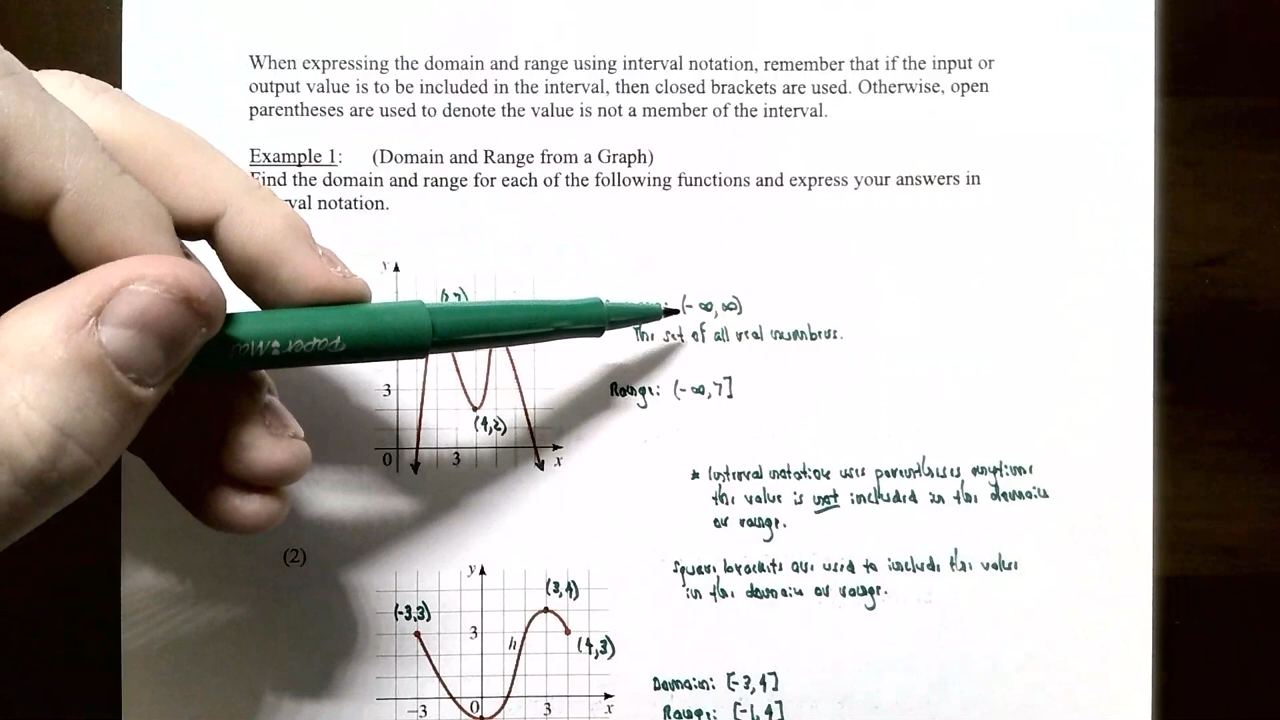 When expressing the domain and range using interval notation, remember that if the input or
output value is to be included in the interval, then closed brackets are used. Otherwise, open
parentheses are used to denote the value is not a member of the interval.
Example 1: (Domain and Range from a Graph)
Find the domain and range for each of the following functions and express your answers in
val notation.
y
(-∞,∞)
The set of all real numbers.
3
Range: (-∞,7]
(4,2)
0 3 x
* Interval notation uses parentheses anytime
the value is not included in the domain
or range.
(2)
Square brackets are used to include the value
in the domain or range.
y
(3,4)
(-3,3)
3
h
(4,3)
Domain: [-3,4]
-3 0 3 x
Range: [-1,4]
Paper Ma